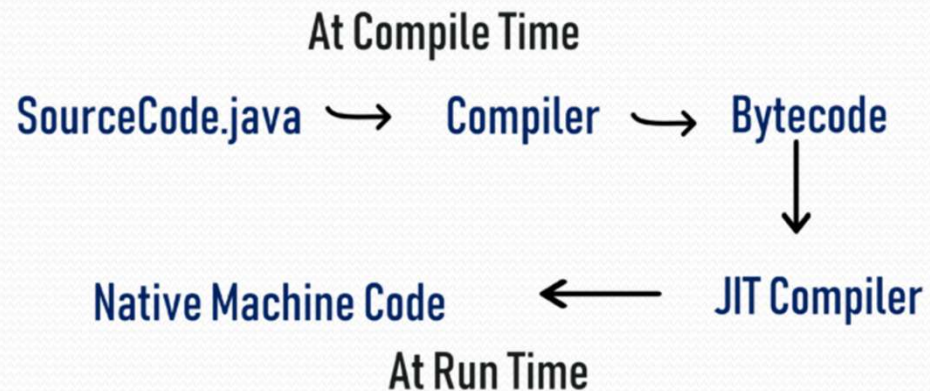 At Compile Time
SourceCode.java Compiler Bytecode
Native Machine Code JIT Compiler
At Run Time